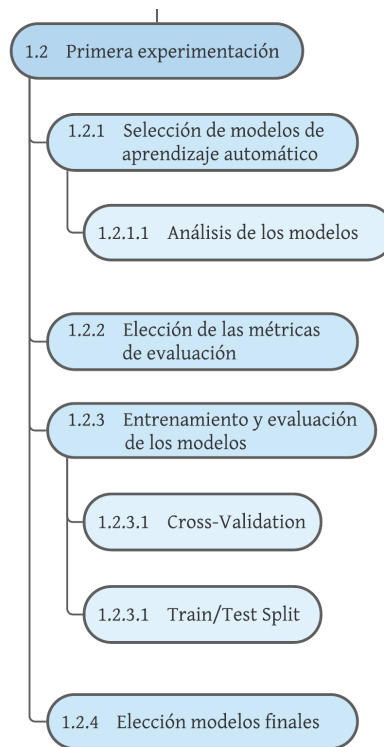 1.2 Primera experimentación
1.2.1 Selección de modelos de
aprendizaje automático
1.2.1.1 Análisis de los modelos
1.2.2 Elección de las métricas
de evaluación
1.2.3 Entrenamiento y evaluación
de los modelos
1.2.3.1 Cross-Validation
1.2.3.1 Train/Test Split
1.2.4 Elección modelos finales